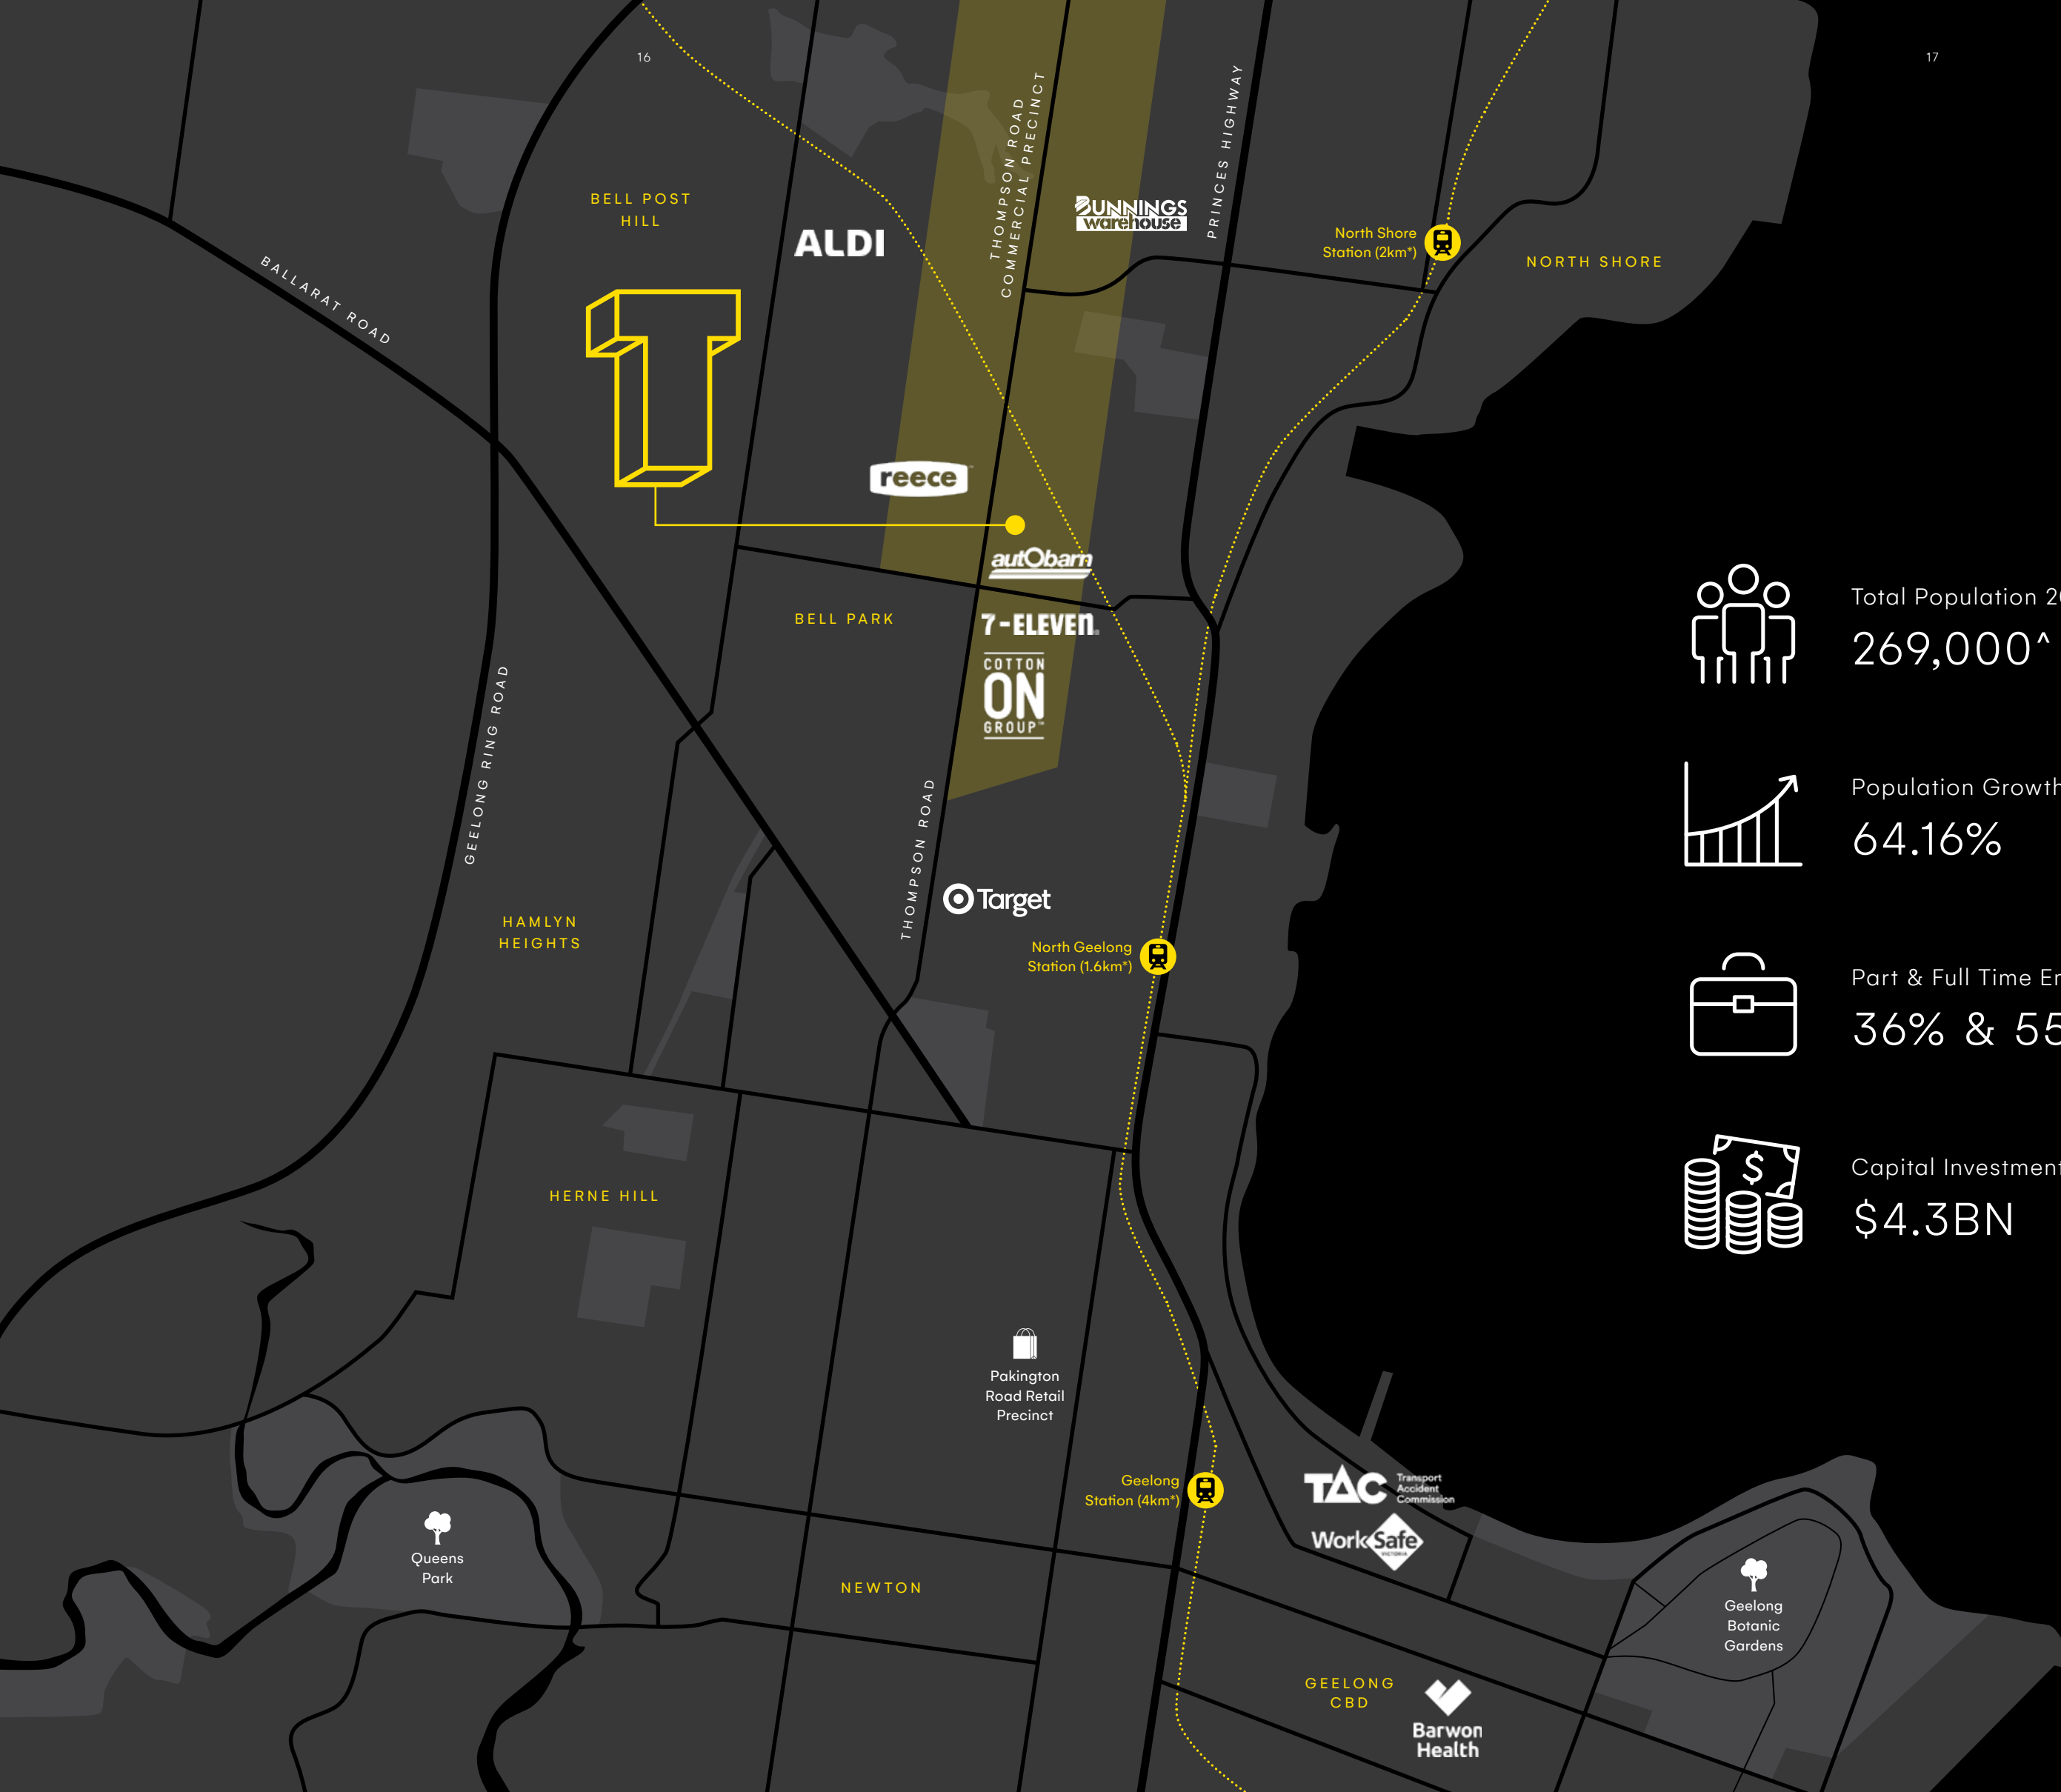 16
17
THOMPSON ROAD
COMMERCIAL PRECINCT
PRINCES HIGHWAY
BELL POST
HILL
ALDI
BUNNINGS
warehouse
North Shore
Station (2km*)
NORTH SHORE
BALLARAT ROAD
T
reece
autObarn
7-ELEVEn
BELL PARK
COTTON
ON
GROUP™
Total Population 2
269,000^
GEELONG RING ROAD
THOMPSON ROAD
Population Growth
64.16%
Target
HAMLYN
HEIGHTS
North Geelong
Station (1.6km*)
Part & Full Time
36% & 55
Capital Investment
$4.3BN
HERNE HILL
Pakington
Road Retail
Precinct
Geelong
Station (4km*)
TAC Transport
Accident
Commission
WorkSafe
VICTORIA
Queens
Park
NEWTON
Geelong
Botanic
Gardens
GEELONG
CBD
Barwon
Health